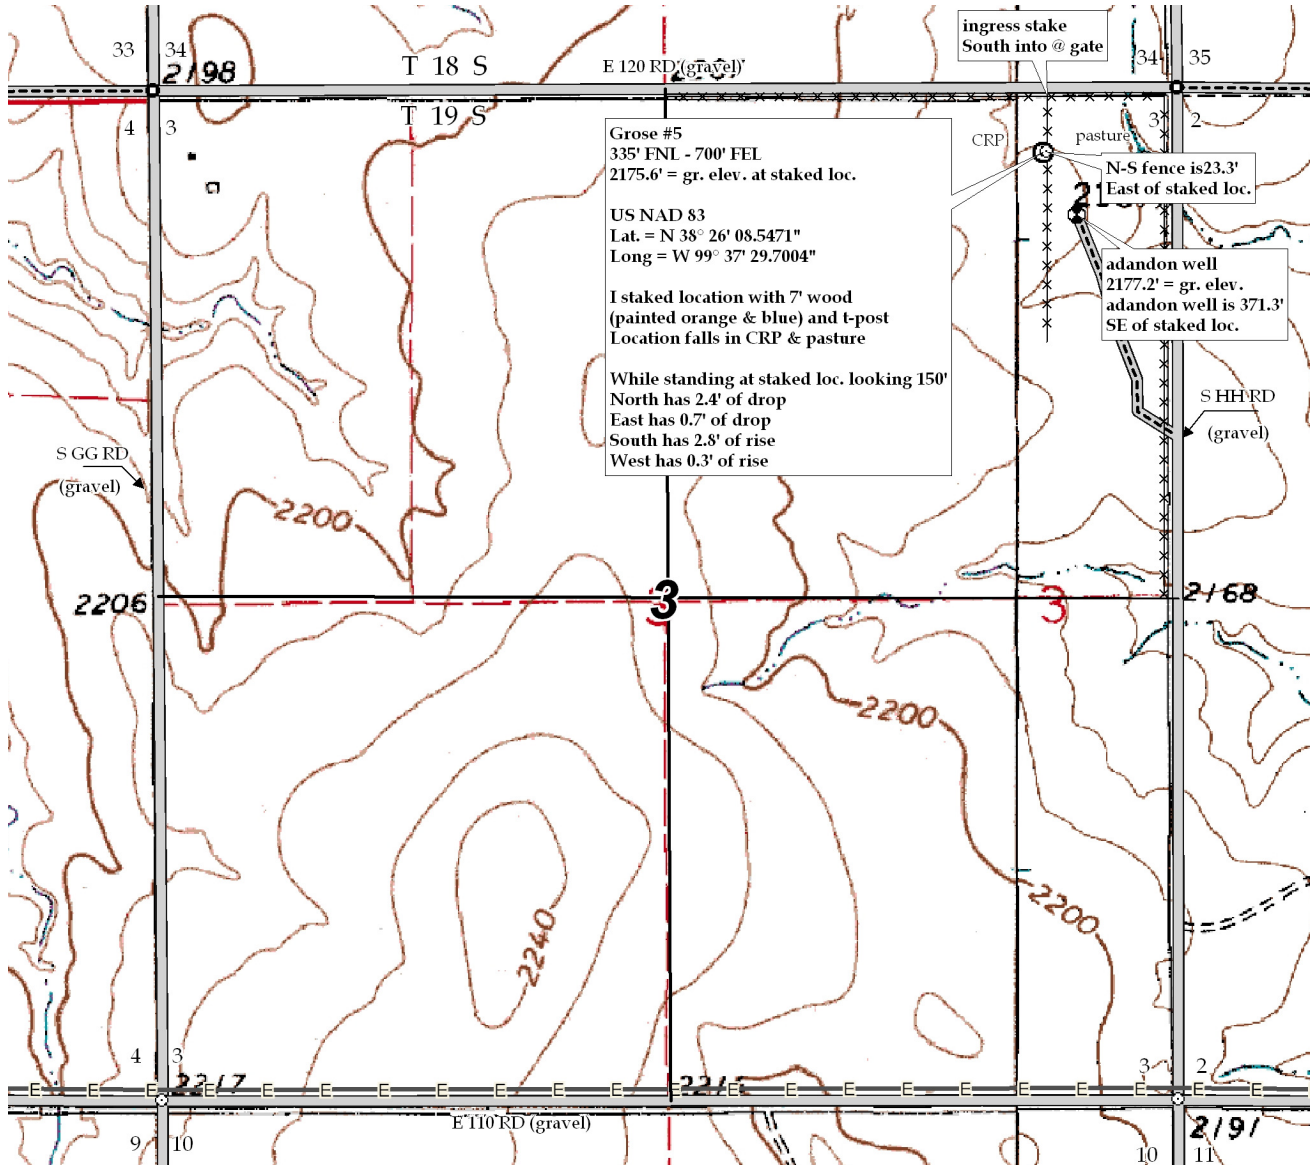 ingress stake
South into @ gate
33
34
34
35
2198
T 18 S
E 120 RD (gravel)
4
3
T 19 S
3
2
CRP
pasture
Grose #5
335' FNL - 700' FEL
2175.6' = gr. elev. at staked loc.
US NAD 83
Lat. = N 38° 26' 08.5471"
Long = W 99° 37' 29.7004"
I staked location with 7' wood
(painted orange & blue) and t-post
Location falls in CRP & pasture
While standing at staked loc. looking 150'
North has 2.4' of drop
East has 0.7' of drop
South has 2.8' of rise
West has 0.3' of rise
N-S fence is23.3'
East of staked loc.
adandon well
2177.2' = gr. elev.
adandon well is 371.3'
SE of staked loc.
S HH RD
(gravel)
S GG RD
(gravel)
2200
2206
3
3
2168
2200
2200
2240
4
3
3
2
2217
E E E E E E E E E E E E E E E E E E E E E E
E 110 RD (gravel)
2191
9
10
10
11